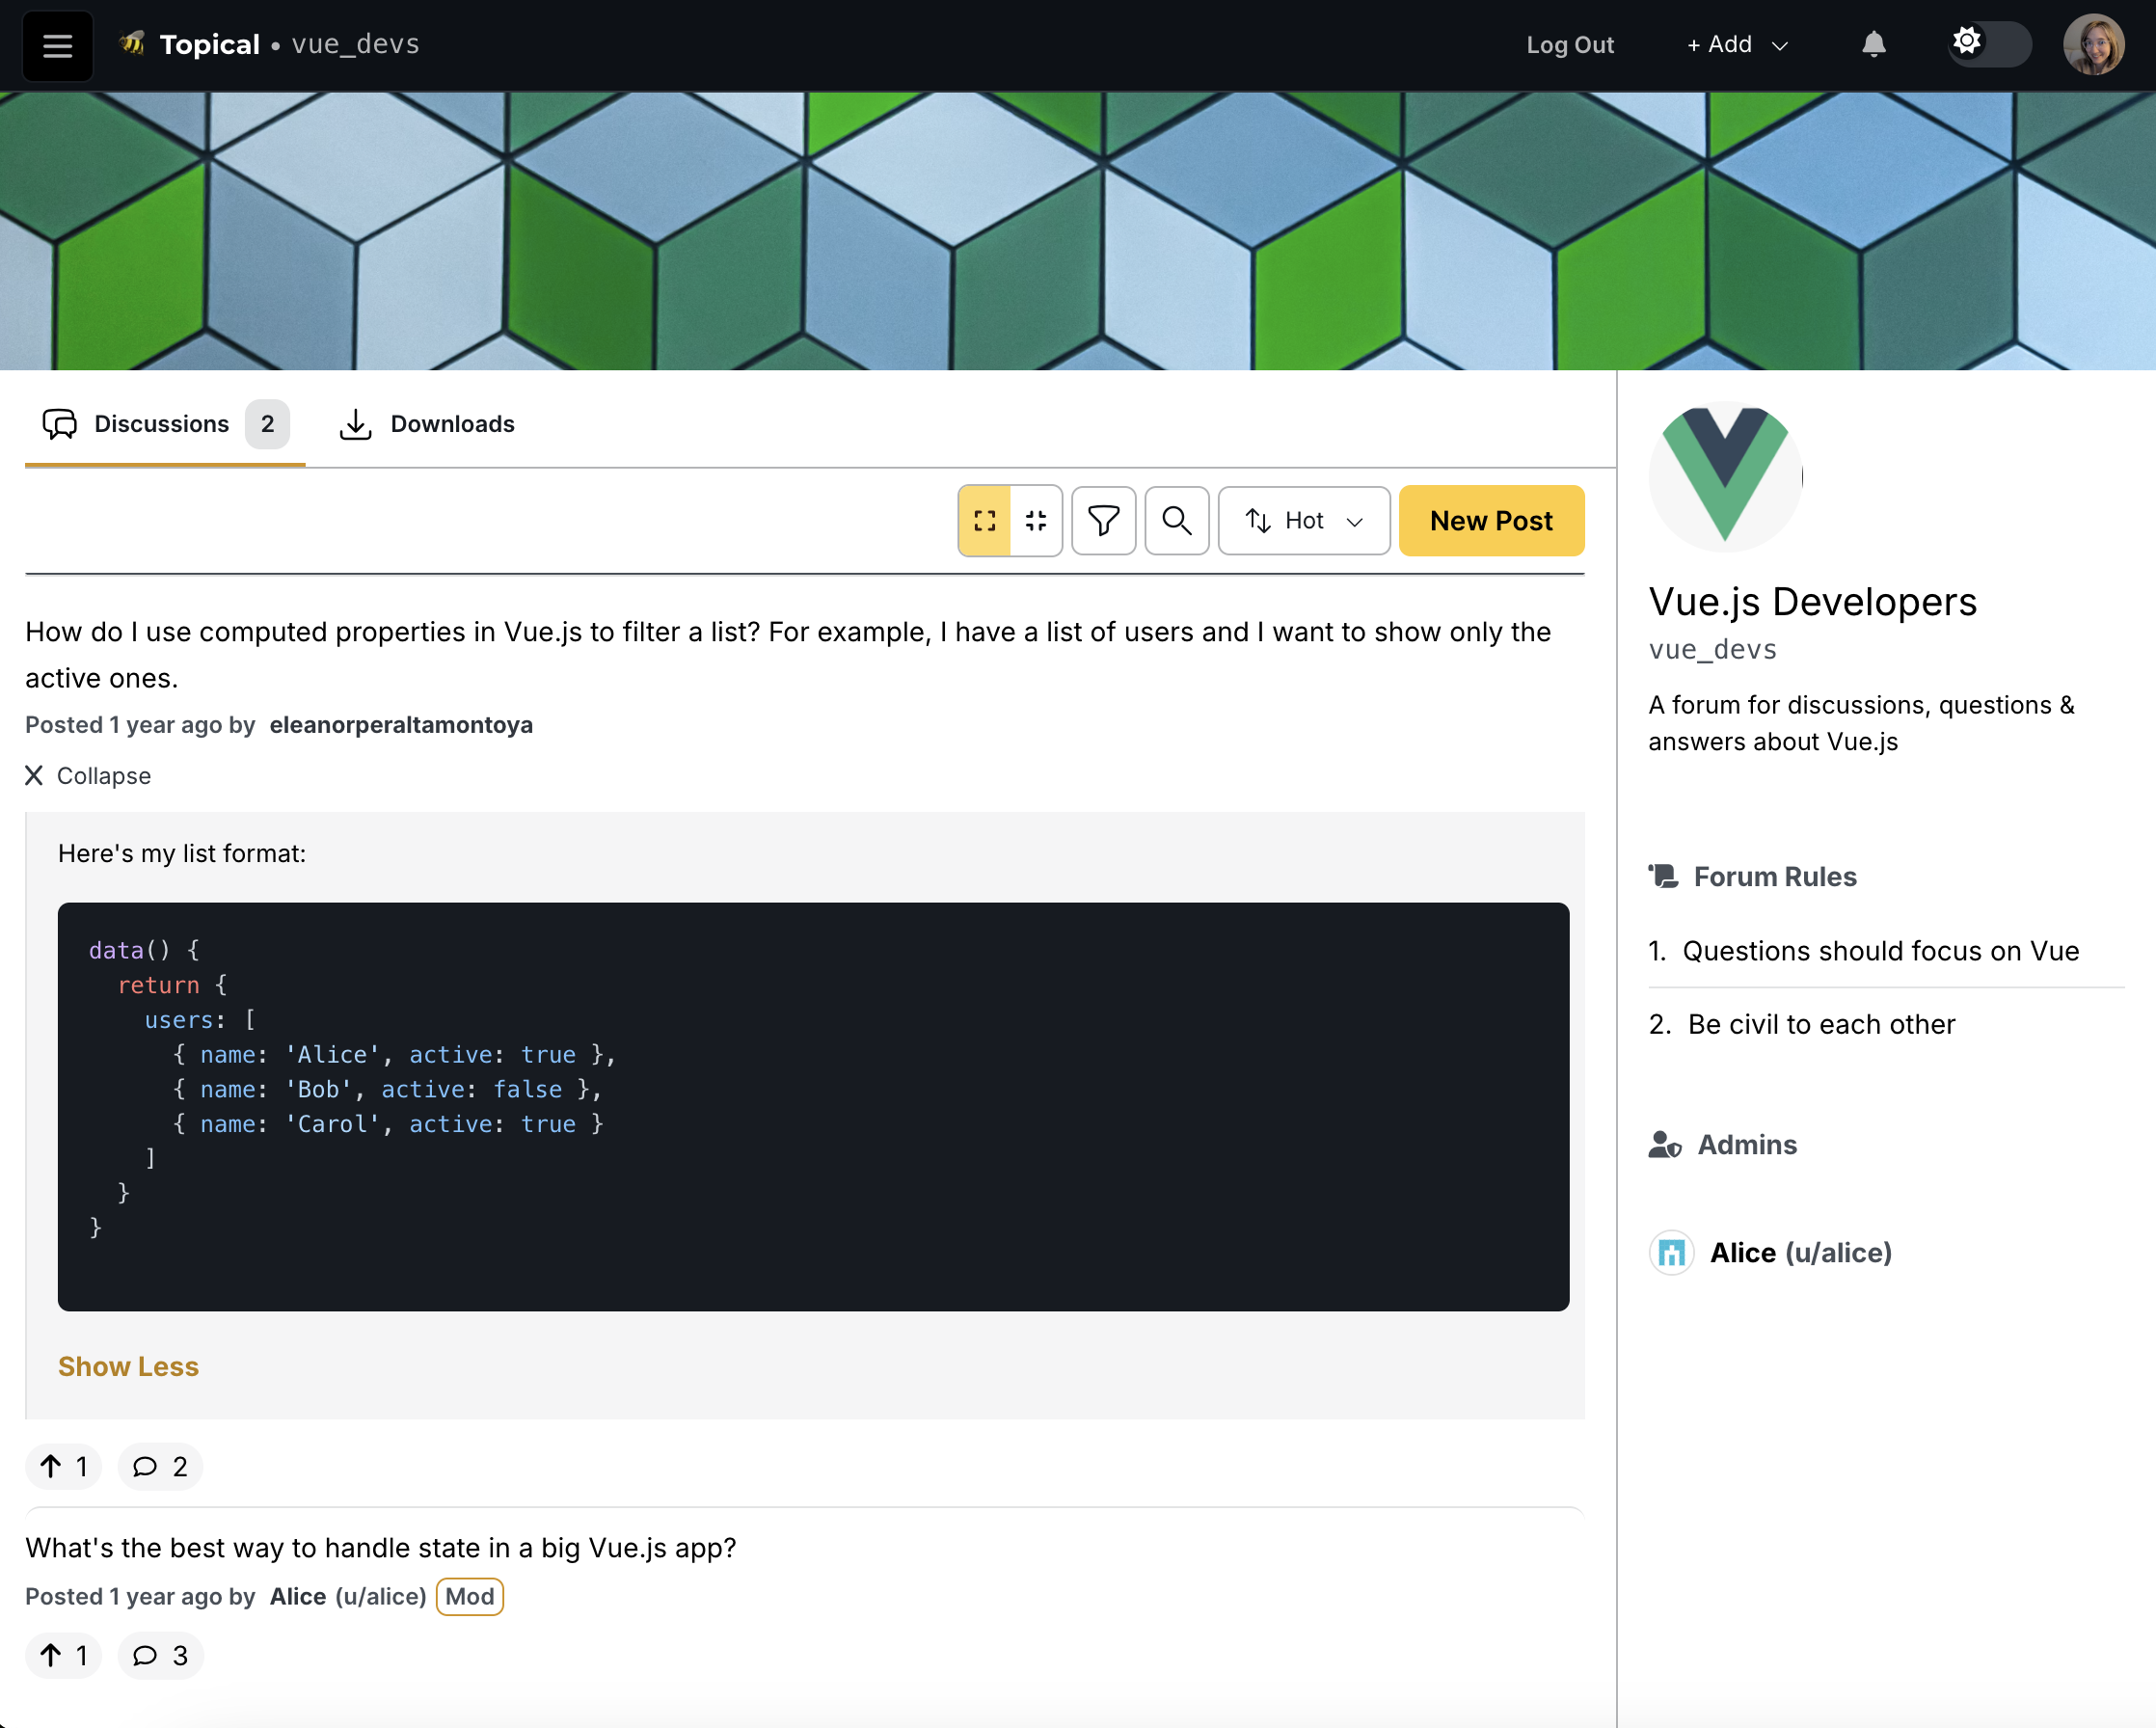 Topical • vue_devs
Log Out
+ Add
Discussions 2
Downloads
Hot
New Post
How do I use computed properties in Vue.js to filter a list? For example, I have a list of users and I want to show only the
active ones.
Posted 1 year ago by eleanorperaltamontoya
Collapse
Here's my list format:
data() {
  return {
    users: [
      { name: 'Alice', active: true },
      { name: 'Bob', active: false },
      { name: 'Carol', active: true }
    ]
  }
}
Show Less
1
2
What's the best way to handle state in a big Vue.js app?
Posted 1 year ago by Alice (u/alice) Mod
1
3
Vue.js Developers
vue_devs
A forum for discussions, questions &
answers about Vue.js
Forum Rules
1. Questions should focus on Vue
2. Be civil to each other
Admins
Alice (u/alice)